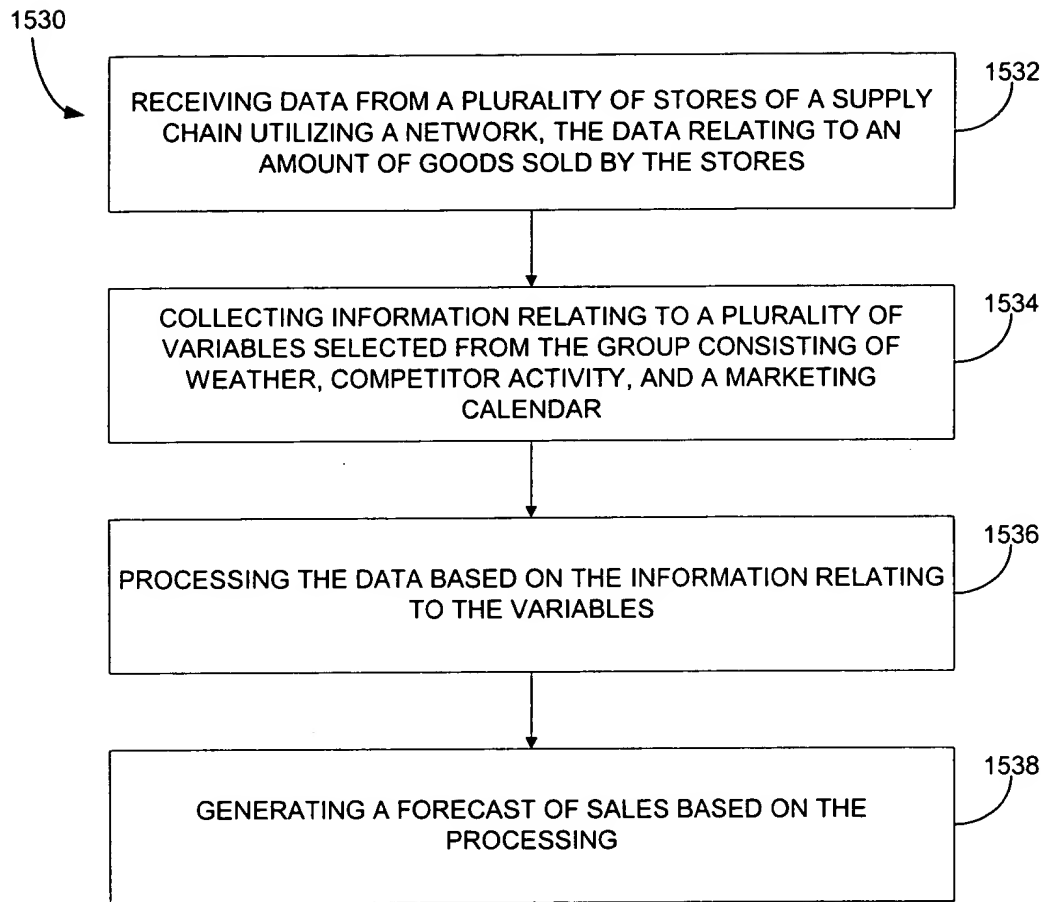 1530
1532
RECEIVING DATA FROM A PLURALITY OF STORES OF A SUPPLY
CHAIN UTILIZING A NETWORK, THE DATA RELATING TO AN
AMOUNT OF GOODS SOLD BY THE STORES
1534
COLLECTING INFORMATION RELATING TO A PLURALITY OF
VARIABLES SELECTED FROM THE GROUP CONSISTING OF
WEATHER, COMPETITOR ACTIVITY, AND A MARKETING
CALENDAR
1536
PROCESSING THE DATA BASED ON THE INFORMATION RELATING
TO THE VARIABLES
1538
GENERATING A FORECAST OF SALES BASED ON THE
PROCESSING